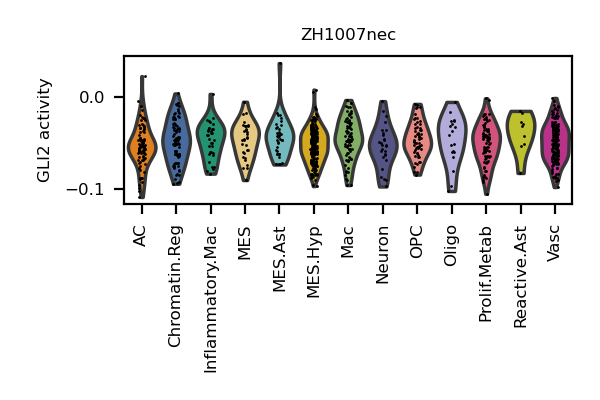 ZH1007nec
GLI2 activity
0.0
−0.1
AC
Chromatin.Reg
Inflammatory.Mac
MES
MES.Ast
MES.Hyp
Mac
Neuron
OPC
Oligo
Prolif.Metab
Reactive.Ast
Vasc